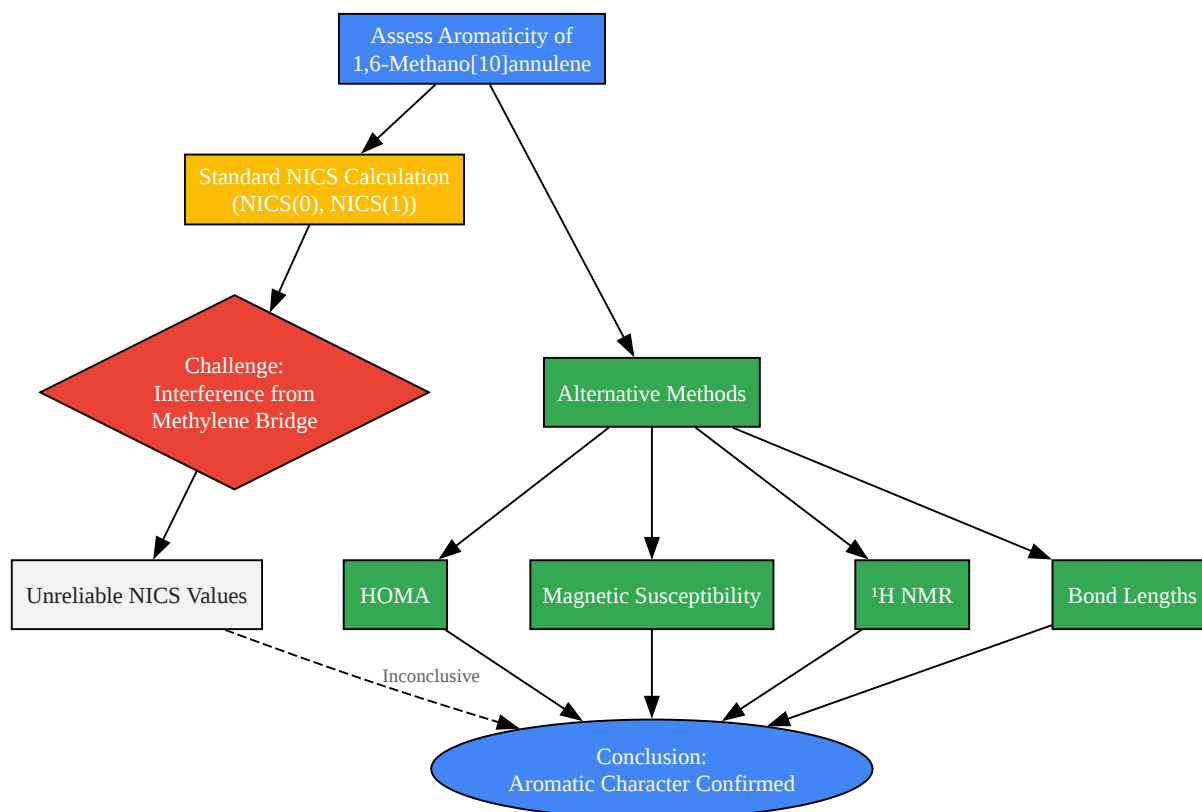 Assess Aromaticity of
1,6-Methano[10]annulene
Standard NICS Calculation
(NICS(0), NICS(1))
Challenge:
Interference from
Methylene Bridge
Alternative Methods
Unreliable NICS Values
HOMA
Magnetic Susceptibility
¹H NMR
Bond Lengths
Inconclusive
Conclusion:
Aromatic Character Confirmed